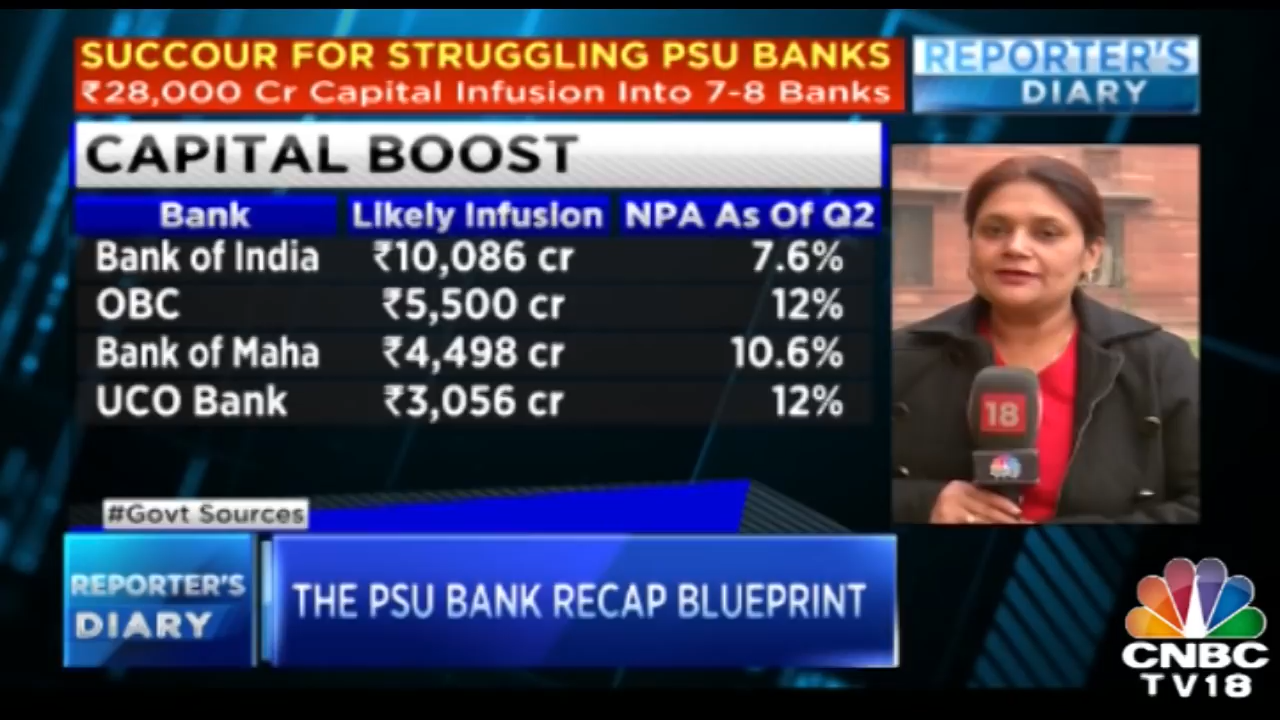 SUCCOUR FOR STRUGGLING PSU BANKS
₹28,000 Cr Capital Infusion Into 7-8 Banks
REPORTER'S
DIARY
CAPITAL BOOST
Bank Likely Infusion NPA As Of Q2
Bank of India ₹10,086 cr 7.6%
OBC ₹5,500 cr 12%
Bank of Maha ₹4,498 cr 10.6%
UCO Bank ₹3,056 cr 12%
18
#Govt Sources
REPORTER'S
DIARY
THE PSU BANK RECAP BLUEPRINT
CNBC
TV18